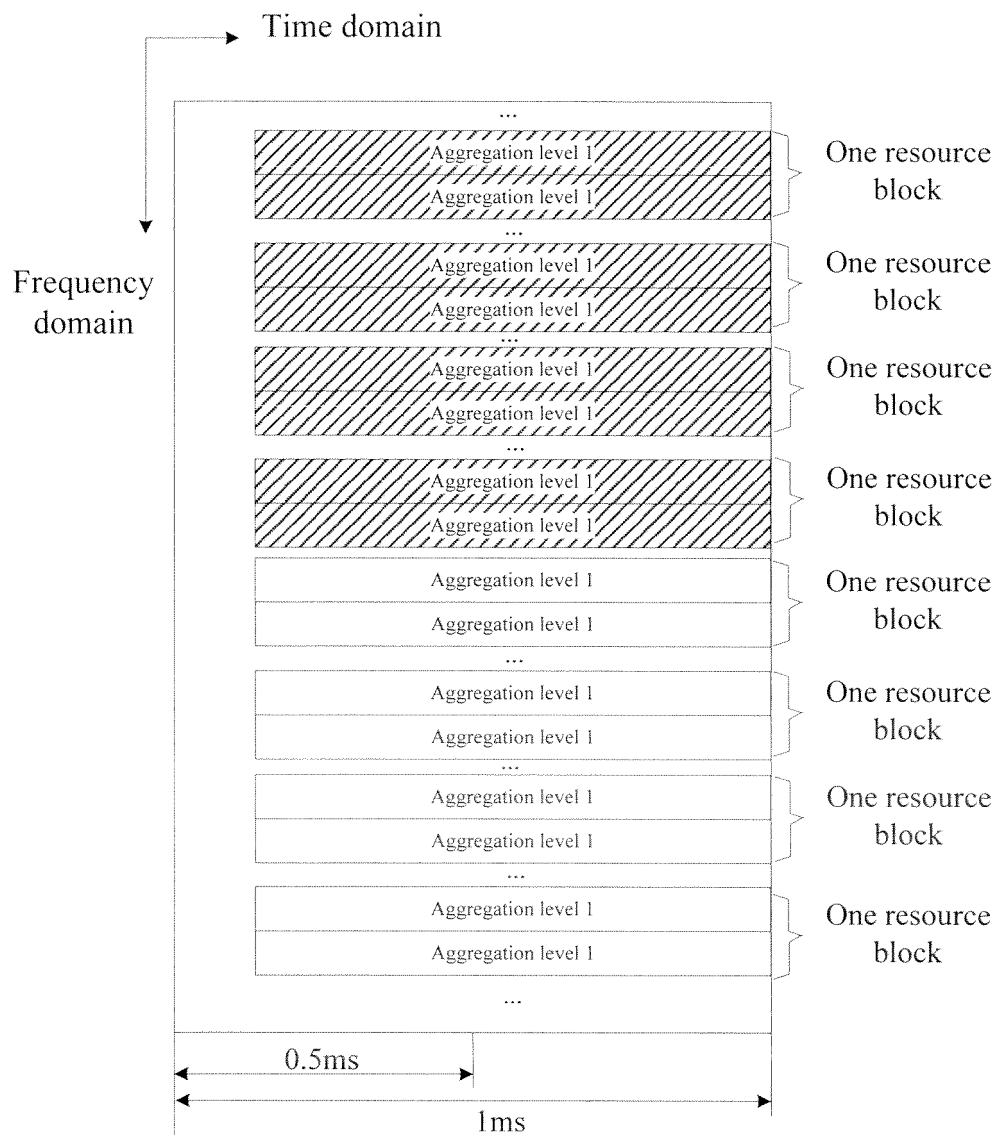 Time domain
Frequency
domain
...
Aggregation level 1
Aggregation level 1
One resource
block
...
Aggregation level 1
Aggregation level 1
One resource
block
...
Aggregation level 1
Aggregation level 1
One resource
block
...
Aggregation level 1
Aggregation level 1
One resource
block
Aggregation level 1
Aggregation level 1
One resource
block
...
Aggregation level 1
Aggregation level 1
One resource
block
...
Aggregation level 1
Aggregation level 1
One resource
block
...
Aggregation level 1
Aggregation level 1
One resource
block
...
0.5ms
1ms